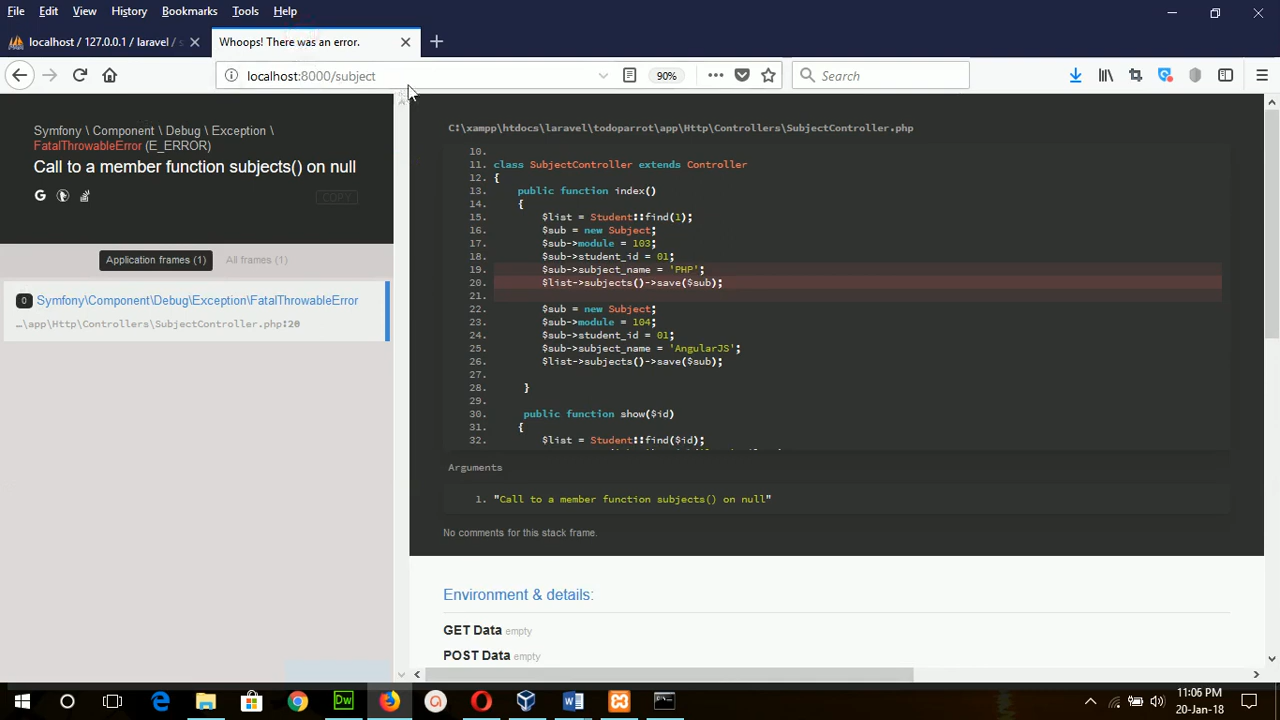 File Edit View History Bookmarks Tools Help
localhost / 127.0.0.1 / laravel / s
Whoops! There was an error.
localhost:8000/subject
90%
Search
Symfony \ Component \ Debug \ Exception \
FatalThrowableError (E_ERROR)
Call to a member function subjects() on null
COPY
Application frames (1)
All frames (1)
0 Symfony\Component\Debug\Exception\FatalThrowableError
…\app\Http\Controllers\SubjectController.php:20
C:\xampp\htdocs\laravel\todoparrot\app\Http\Controllers\SubjectController.php
10.
11. class SubjectController extends Controller
12. {
13. public function index()
14. {
15. $list = Student::find(1);
16. $sub = new Subject;
17. $sub->module = 103;
18. $sub->student_id = 01;
19. $sub->subject_name = 'PHP';
20. $list->subjects()->save($sub);
21.
22. $sub = new Subject;
23. $sub->module = 104;
24. $sub->student_id = 01;
25. $sub->subject_name = 'AngularJS';
26. $list->subjects()->save($sub);
27.
28. }
29.
30. public function show($id)
31. {
32. $list = Student::find($id);
Arguments
1. "Call to a member function subjects() on null"
No comments for this stack frame.
Environment & details:
GET Data empty
POST Data empty
Dw
11:06 PM
20-Jan-18